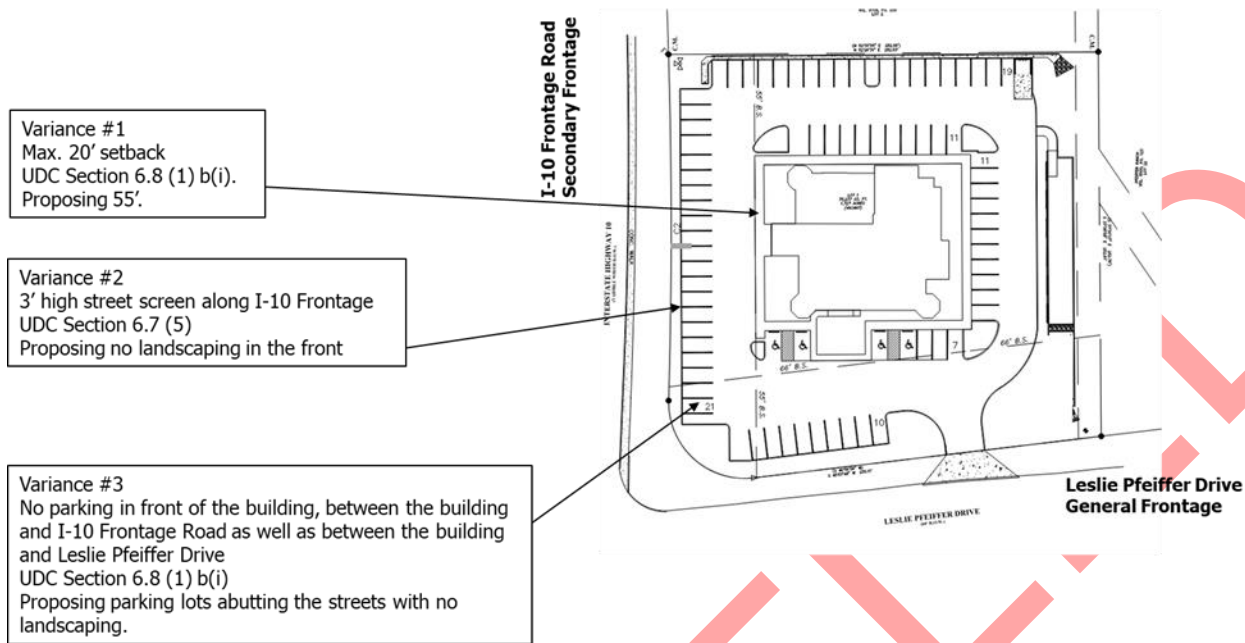 Variance #1
Max. 20' setback
UDC Section 6.8 (1) b(i).
Proposing 55'.
Variance #2
3' high street screen along I-10 Frontage
UDC Section 6.7 (5)
Proposing no landscaping in the front
Variance #3
No parking in front of the building, between the building
and I-10 Frontage Road as well as between the building
and Leslie Pfeiffer Drive
UDC Section 6.8 (1) b(i)
Proposing parking lots abutting the streets with no
landscaping.
I-10 Frontage Road
Secondary Frontage
C.M.
C.M.
19
55' B.S.
11
11
INTERSTATE HIGHWAY 10
CONC. WALK
7
66' B.S.
66' B.S.
55' B.S.
21
10
LESLIE PFEIFFER DRIVE
Leslie Pfeiffer Drive
General Frontage